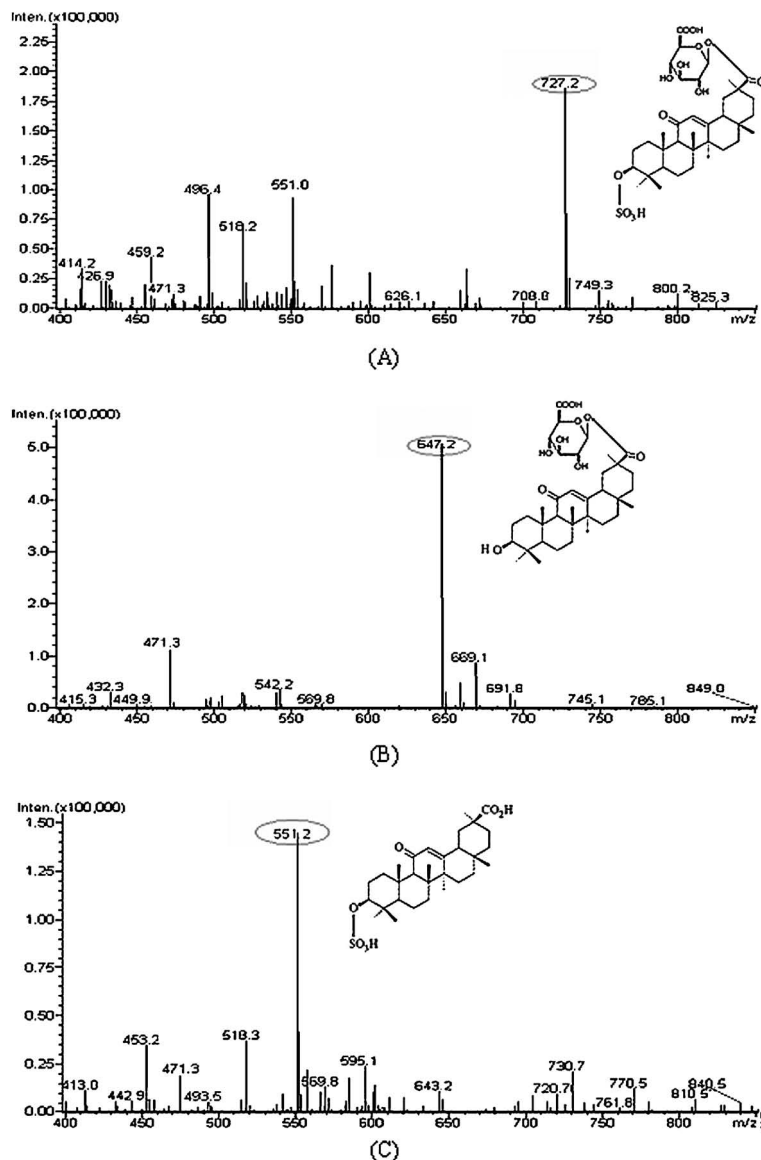 Inten.(x100,000)
2.25
2.00
1.75
1.50
1.25
1.00
0.75
0.50
0.25
0.00
414.2
426.9
459.2
471.3
496.4
518.2
551.0
626.1
708.8
727.2
749.3
800.2
825.3
400 450 500 550 600 650 700 750 800 m/z
COOH
O
O
OH
HO
OH
O
O
O
SO3H
(A)
Inten.(x100,000)
6.0
5.0
4.0
3.0
2.0
1.0
0.0
415.3
432.3
449.9
471.3
542.2
569.8
647.2
669.1
691.8
745.1
785.1
849.0
400 450 500 550 600 650 700 750 800 m/z
COOH
O
O
OH
HO
OH
O
O
HO
(B)
Inten.(x100,000)
1.50
1.25
1.00
0.75
0.50
0.25
0.00
413.0
442.9
453.2
471.3
493.5
518.3
551.2
569.8
595.1
643.2
720.7
730.7
761.8
770.5
810.5
840.5
400 450 500 550 600 650 700 750 800 m/z
CO2H
O
O
SO3H
(C)